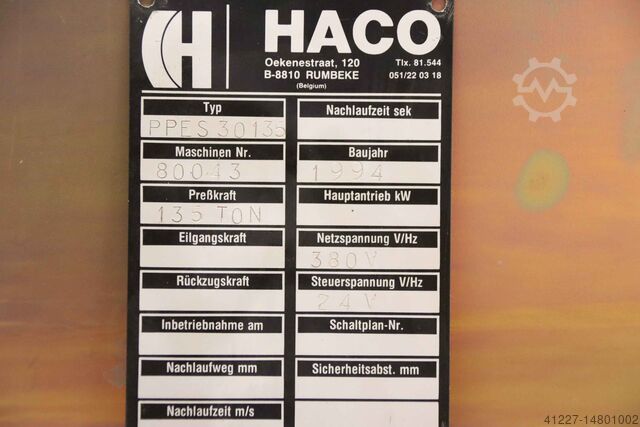 HACO
Oekenestraat, 120 Tlx. 81.544
B-8810 RUMBEKE 051/22 03 18
(Belgium)
Typ Nachlaufzeit sek
PPES 30135
Maschinen Nr. Baujahr
80043 1994
Preßkraft Hauptantrieb kW
135 TON
Eilgangskraft Netzspannung V/Hz
380V
Rückzugskraft Steuerspannung V/Hz
24V
Inbetriebnahme am Schaltplan-Nr.
Nachlaufweg mm Sicherheitsabst. mm
Nachlaufzeit m/s
41227-14801002